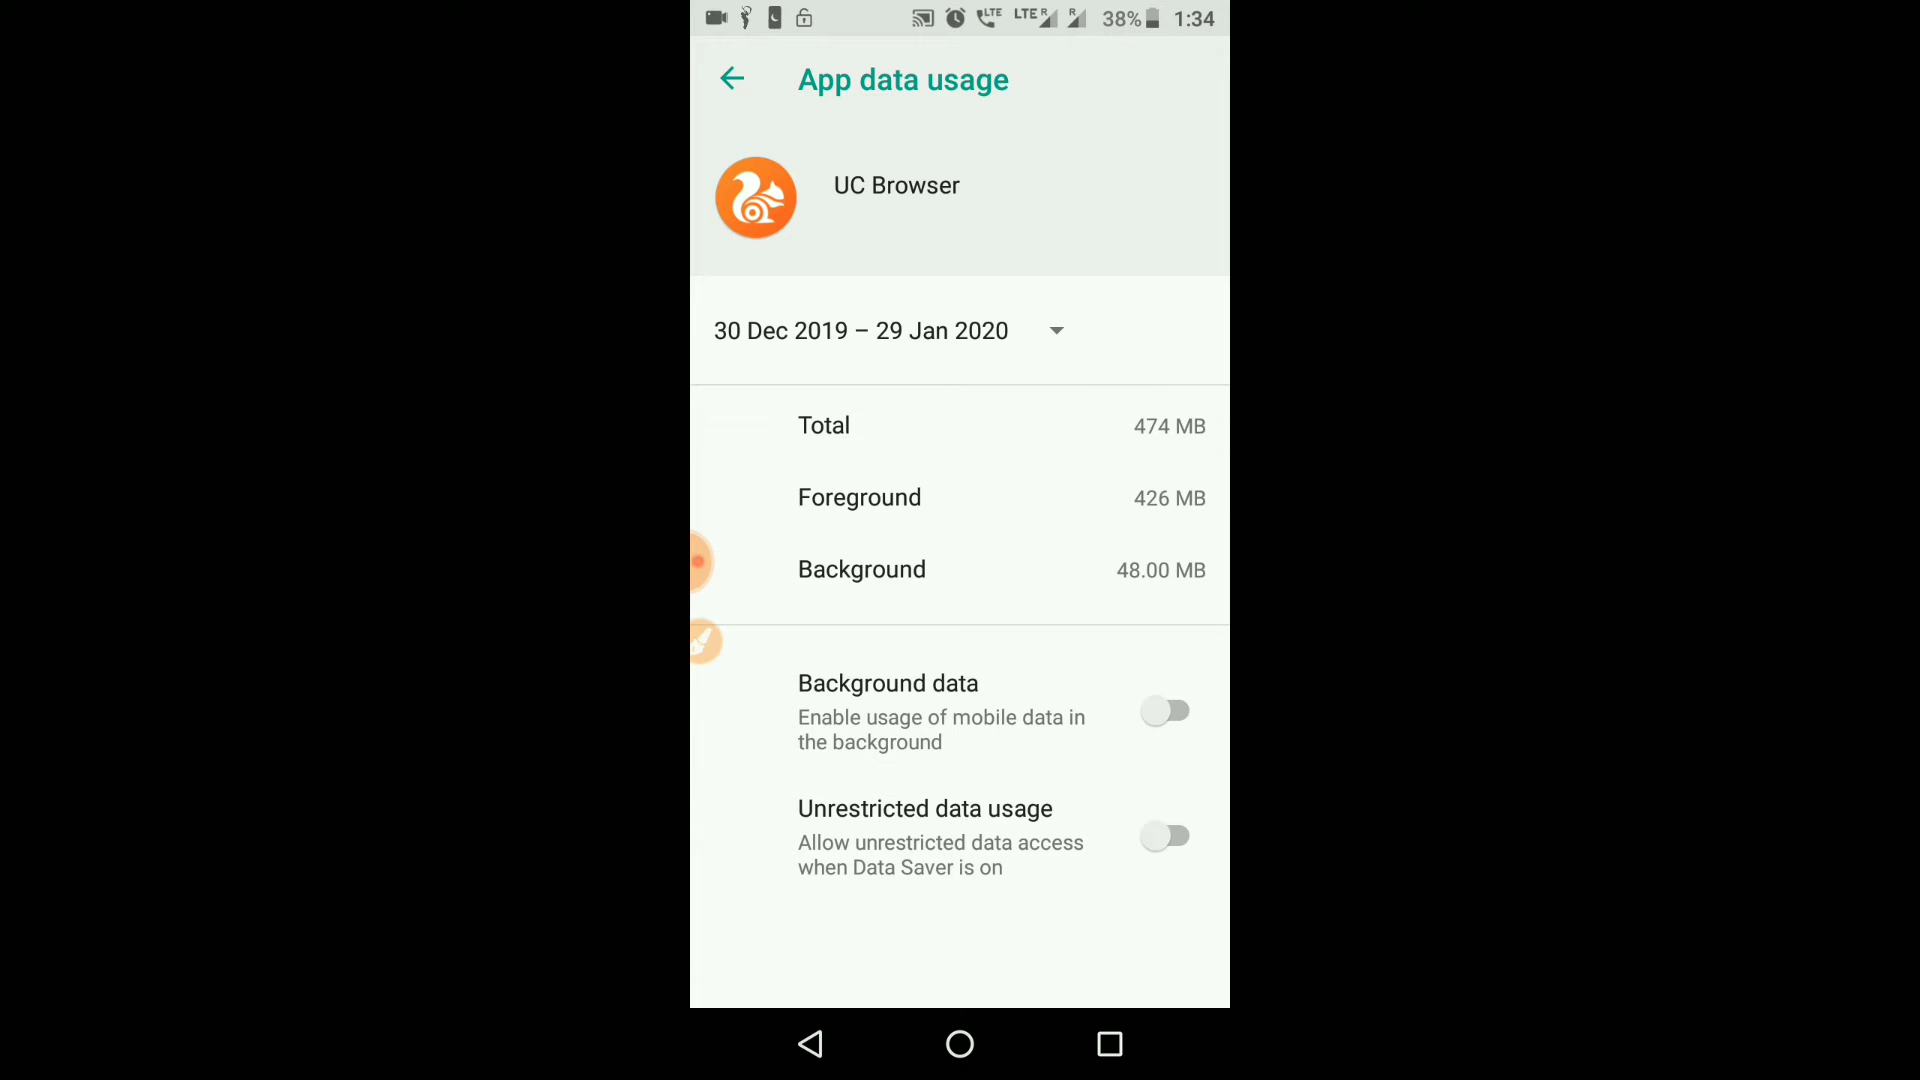 LTE LTE R R 38% 1:34
App data usage
UC Browser
30 Dec 2019 – 29 Jan 2020
Total 474 MB
Foreground 426 MB
Background 48.00 MB
Background data
Enable usage of mobile data in
the background
Unrestricted data usage
Allow unrestricted data access
when Data Saver is on